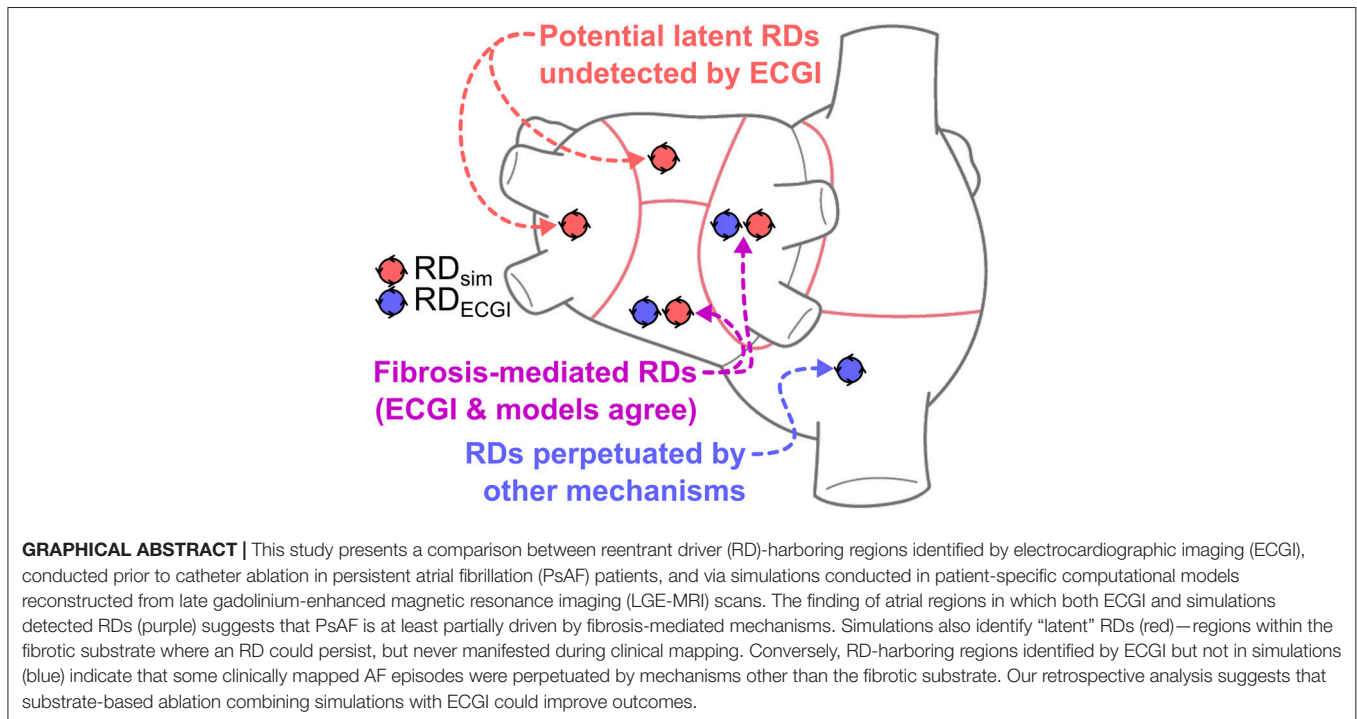 Potential latent RDs
undetected by ECGI
RDsim
RDECGI
Fibrosis-mediated RDs
(ECGI & models agree)
RDs perpetuated by
other mechanisms
GRAPHICAL ABSTRACT | This study presents a comparison between reentrant driver (RD)-harboring regions identified by electrocardiographic imaging (ECGI),
conducted prior to catheter ablation in persistent atrial fibrillation (PsAF) patients, and via simulations conducted in patient-specific computational models
reconstructed from late gadolinium-enhanced magnetic resonance imaging (LGE-MRI) scans. The finding of atrial regions in which both ECGI and simulations
detected RDs (purple) suggests that PsAF is at least partially driven by fibrosis-mediated mechanisms. Simulations also identify “latent” RDs (red)—regions within the
fibrotic substrate where an RD could persist, but never manifested during clinical mapping. Conversely, RD-harboring regions identified by ECGI but not in simulations
(blue) indicate that some clinically mapped AF episodes were perpetuated by mechanisms other than the fibrotic substrate. Our retrospective analysis suggests that
substrate-based ablation combining simulations with ECGI could improve outcomes.